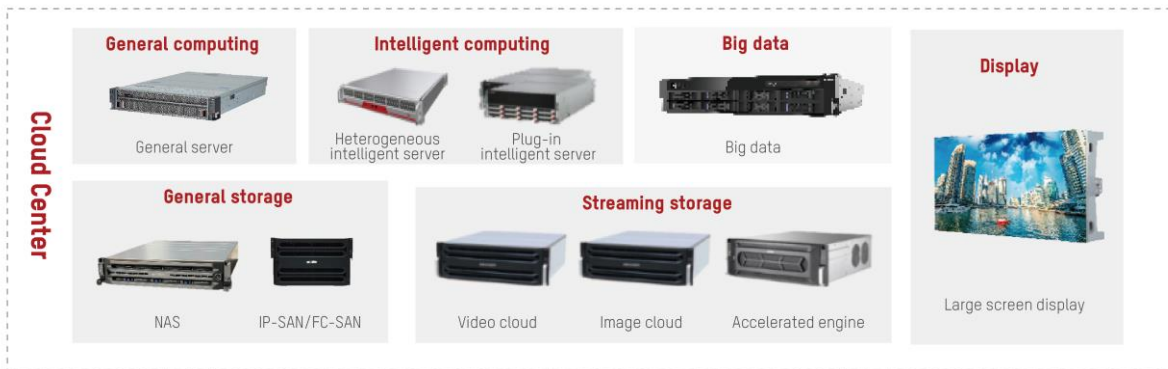 Cloud Center
General computing
General server
Intelligent computing
Heterogeneous
intelligent server
Plug-in
intelligent server
Big data
Big data
Display
Large screen display
General storage
NAS
IP-SAN/FC-SAN
Streaming storage
Video cloud
Image cloud
Accelerated engine